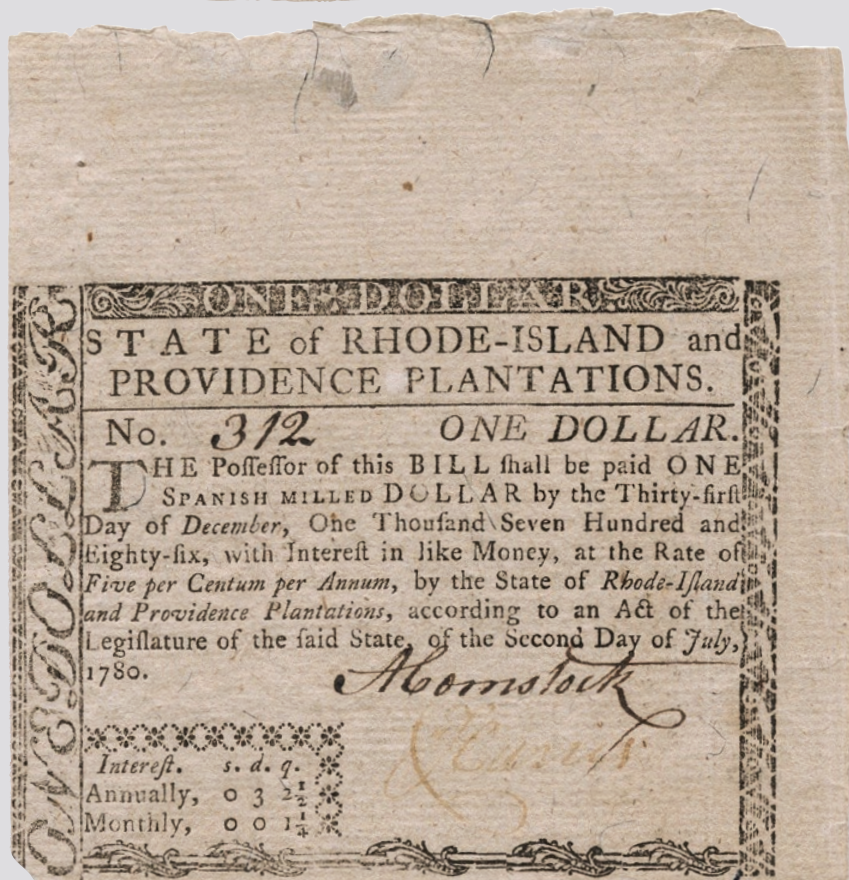 ONE DOLLAR
ONE DOLLAR
STATE of RHODE-ISLAND and
PROVIDENCE PLANTATIONS.
No. 312 ONE DOLLAR.
THE Poſſeſſor of this BILL ſhall be paid ONE
SPANISH MILLED DOLLAR by the Thirty-firſt
Day of December, One Thouſand Seven Hundred and
Eighty-ſix, with Intereſt in like Money, at the Rate of
Five per Centum per Annum, by the State of Rhode-Iſland
and Providence Plantations, according to an Act of the
Legiſlature of the ſaid State, of the Second Day of July,
1780.
A Comstock
Intereſt. s. d. q.
Annually, 0 3 2½
Monthly, 0 0 1¼